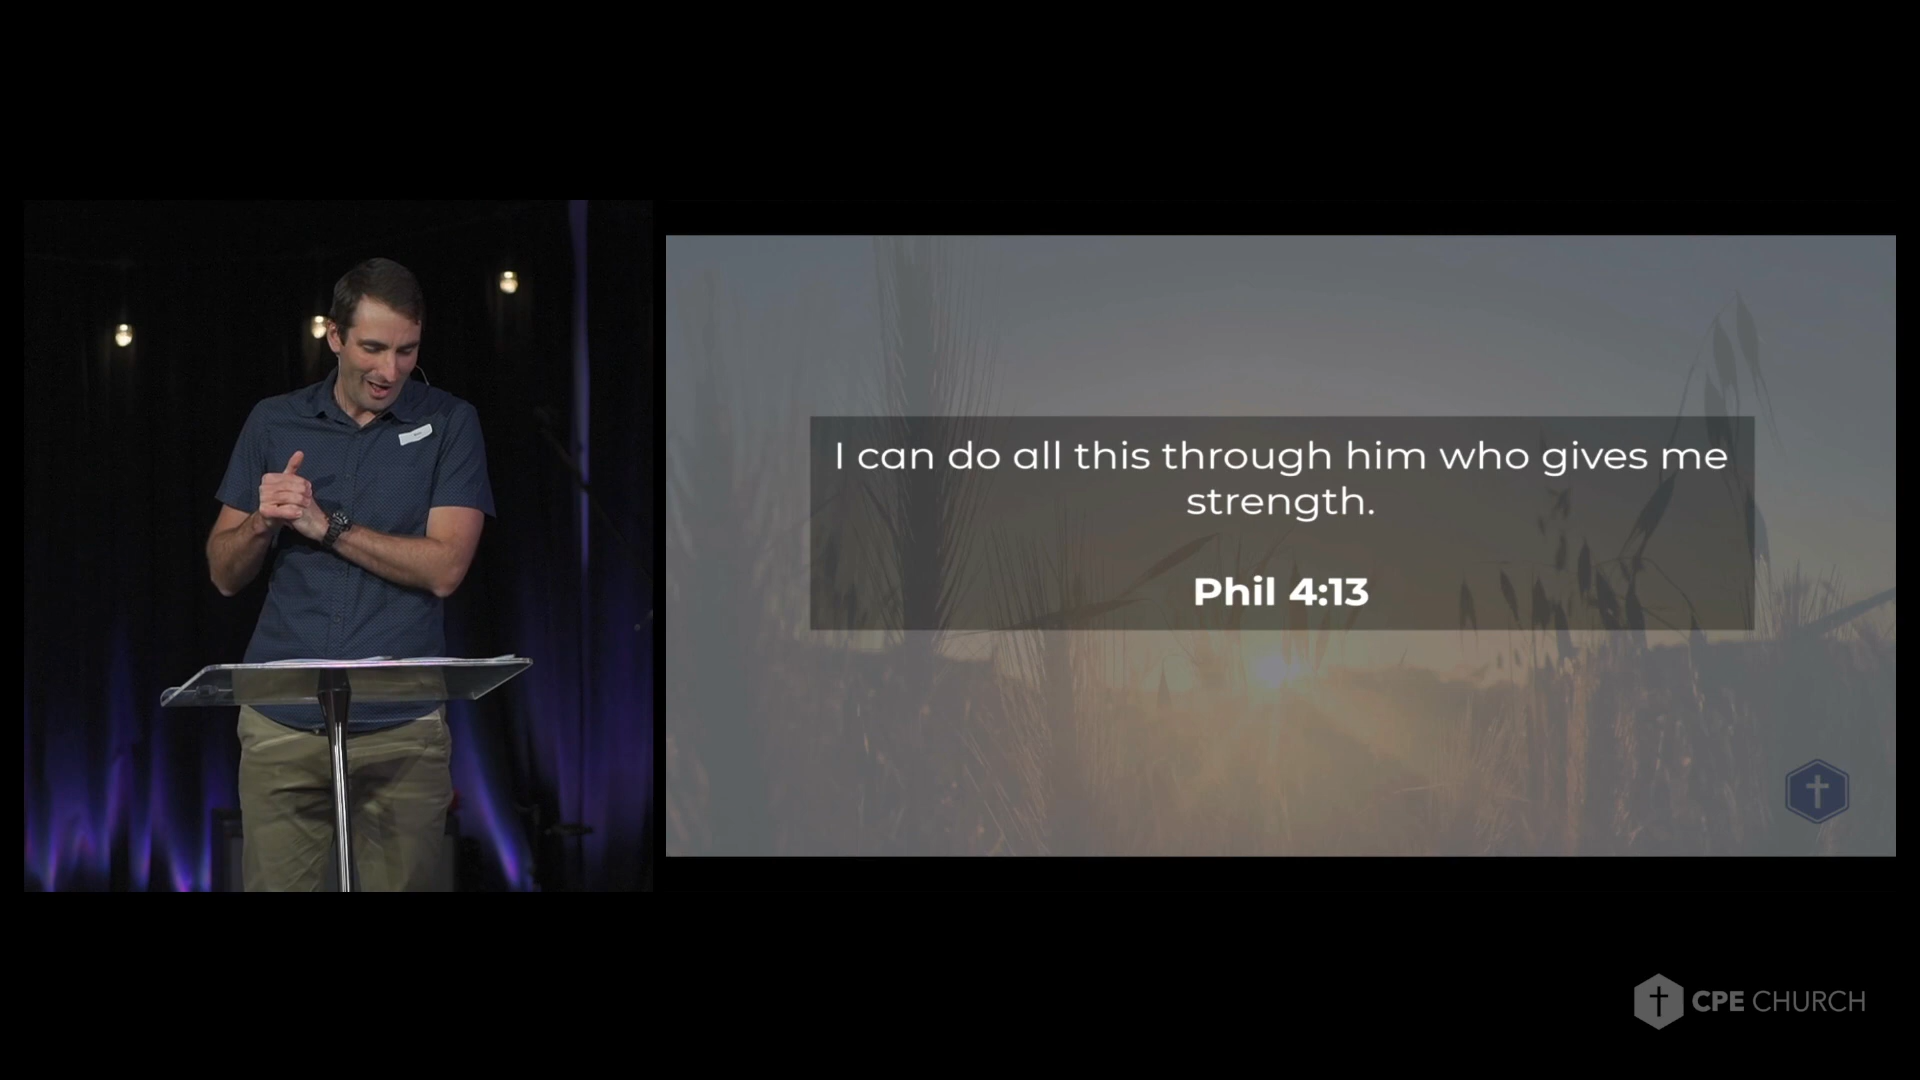 I can do all this through him who gives me
strength.
Phil 4:13
CPE CHURCH